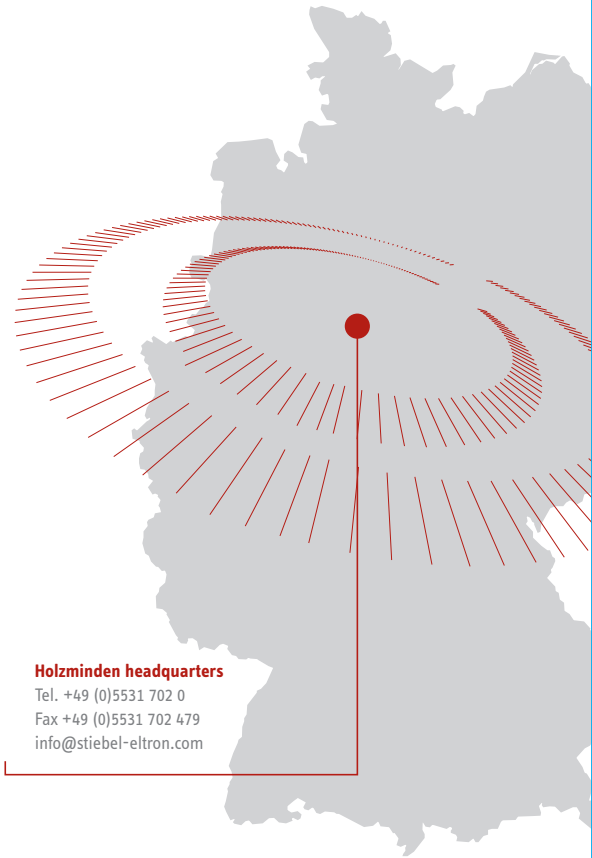 Holzminden headquarters
Tel. +49 (0)5531 702 0
Fax +49 (0)5531 702 479
info@stiebel-eltron.com